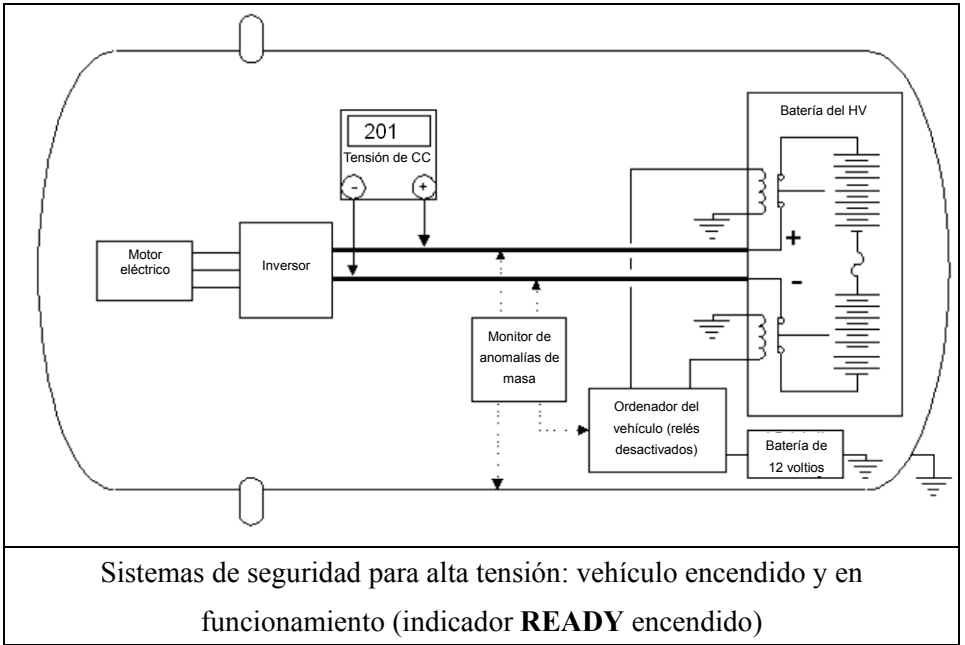 Batería del HV
201
Tensión de CC
-
+
Motor
eléctrico
Inversor
+
-
Monitor de
anomalías de
masa
Ordenador del
vehículo (relés
desactivados)
Batería de
12 voltios
Sistemas de seguridad para alta tensión: vehículo encendido y en
funcionamiento (indicador READY encendido)